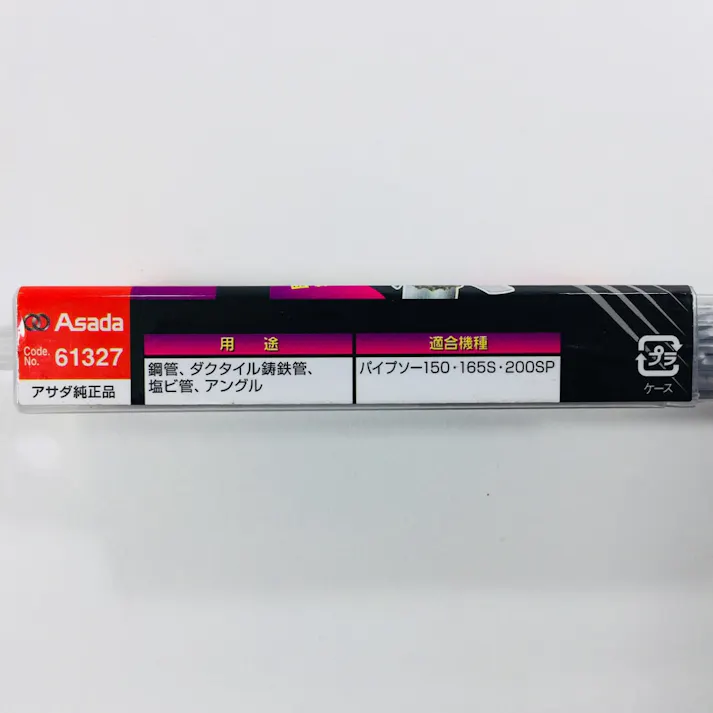 Asada
Code.
No. 61327
アサダ純正品
用 途
鋼管、ダクタイル鋳鉄管、
塩ビ管、アングル
適合機種
パイプソー150・165S・200SP
プラ
ケース